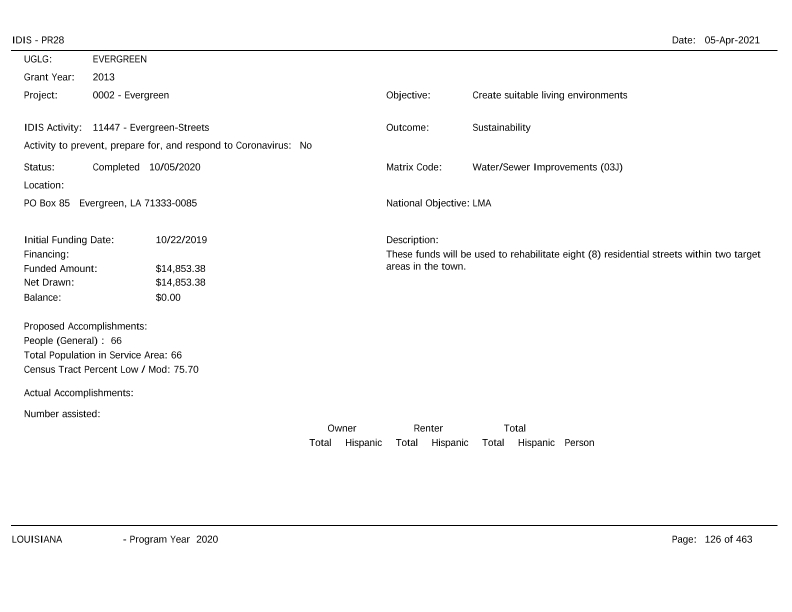 IDIS - PR28 Date: 05-Apr-2021
UGLG: EVERGREEN
Grant Year: 2013
Project: 0002 - Evergreen Objective: Create suitable living environments
IDIS Activity: 11447 - Evergreen-Streets Outcome: Sustainability
Activity to prevent, prepare for, and respond to Coronavirus: No
Status: Completed 10/05/2020 Matrix Code: Water/Sewer Improvements (03J)
Location:
PO Box 85 Evergreen, LA 71333-0085 National Objective: LMA
Initial Funding Date: 10/22/2019 Description:
Financing: These funds will be used to rehabilitate eight (8) residential streets within two target
Funded Amount: $14,853.38 areas in the town.
Net Drawn: $14,853.38
Balance: $0.00
Proposed Accomplishments:
People (General) : 66
Total Population in Service Area: 66
Census Tract Percent Low / Mod: 75.70
Actual Accomplishments:
Number assisted:
Owner Renter Total
Total Hispanic Total Hispanic Total Hispanic Person
LOUISIANA - Program Year 2020 Page: 126 of 463